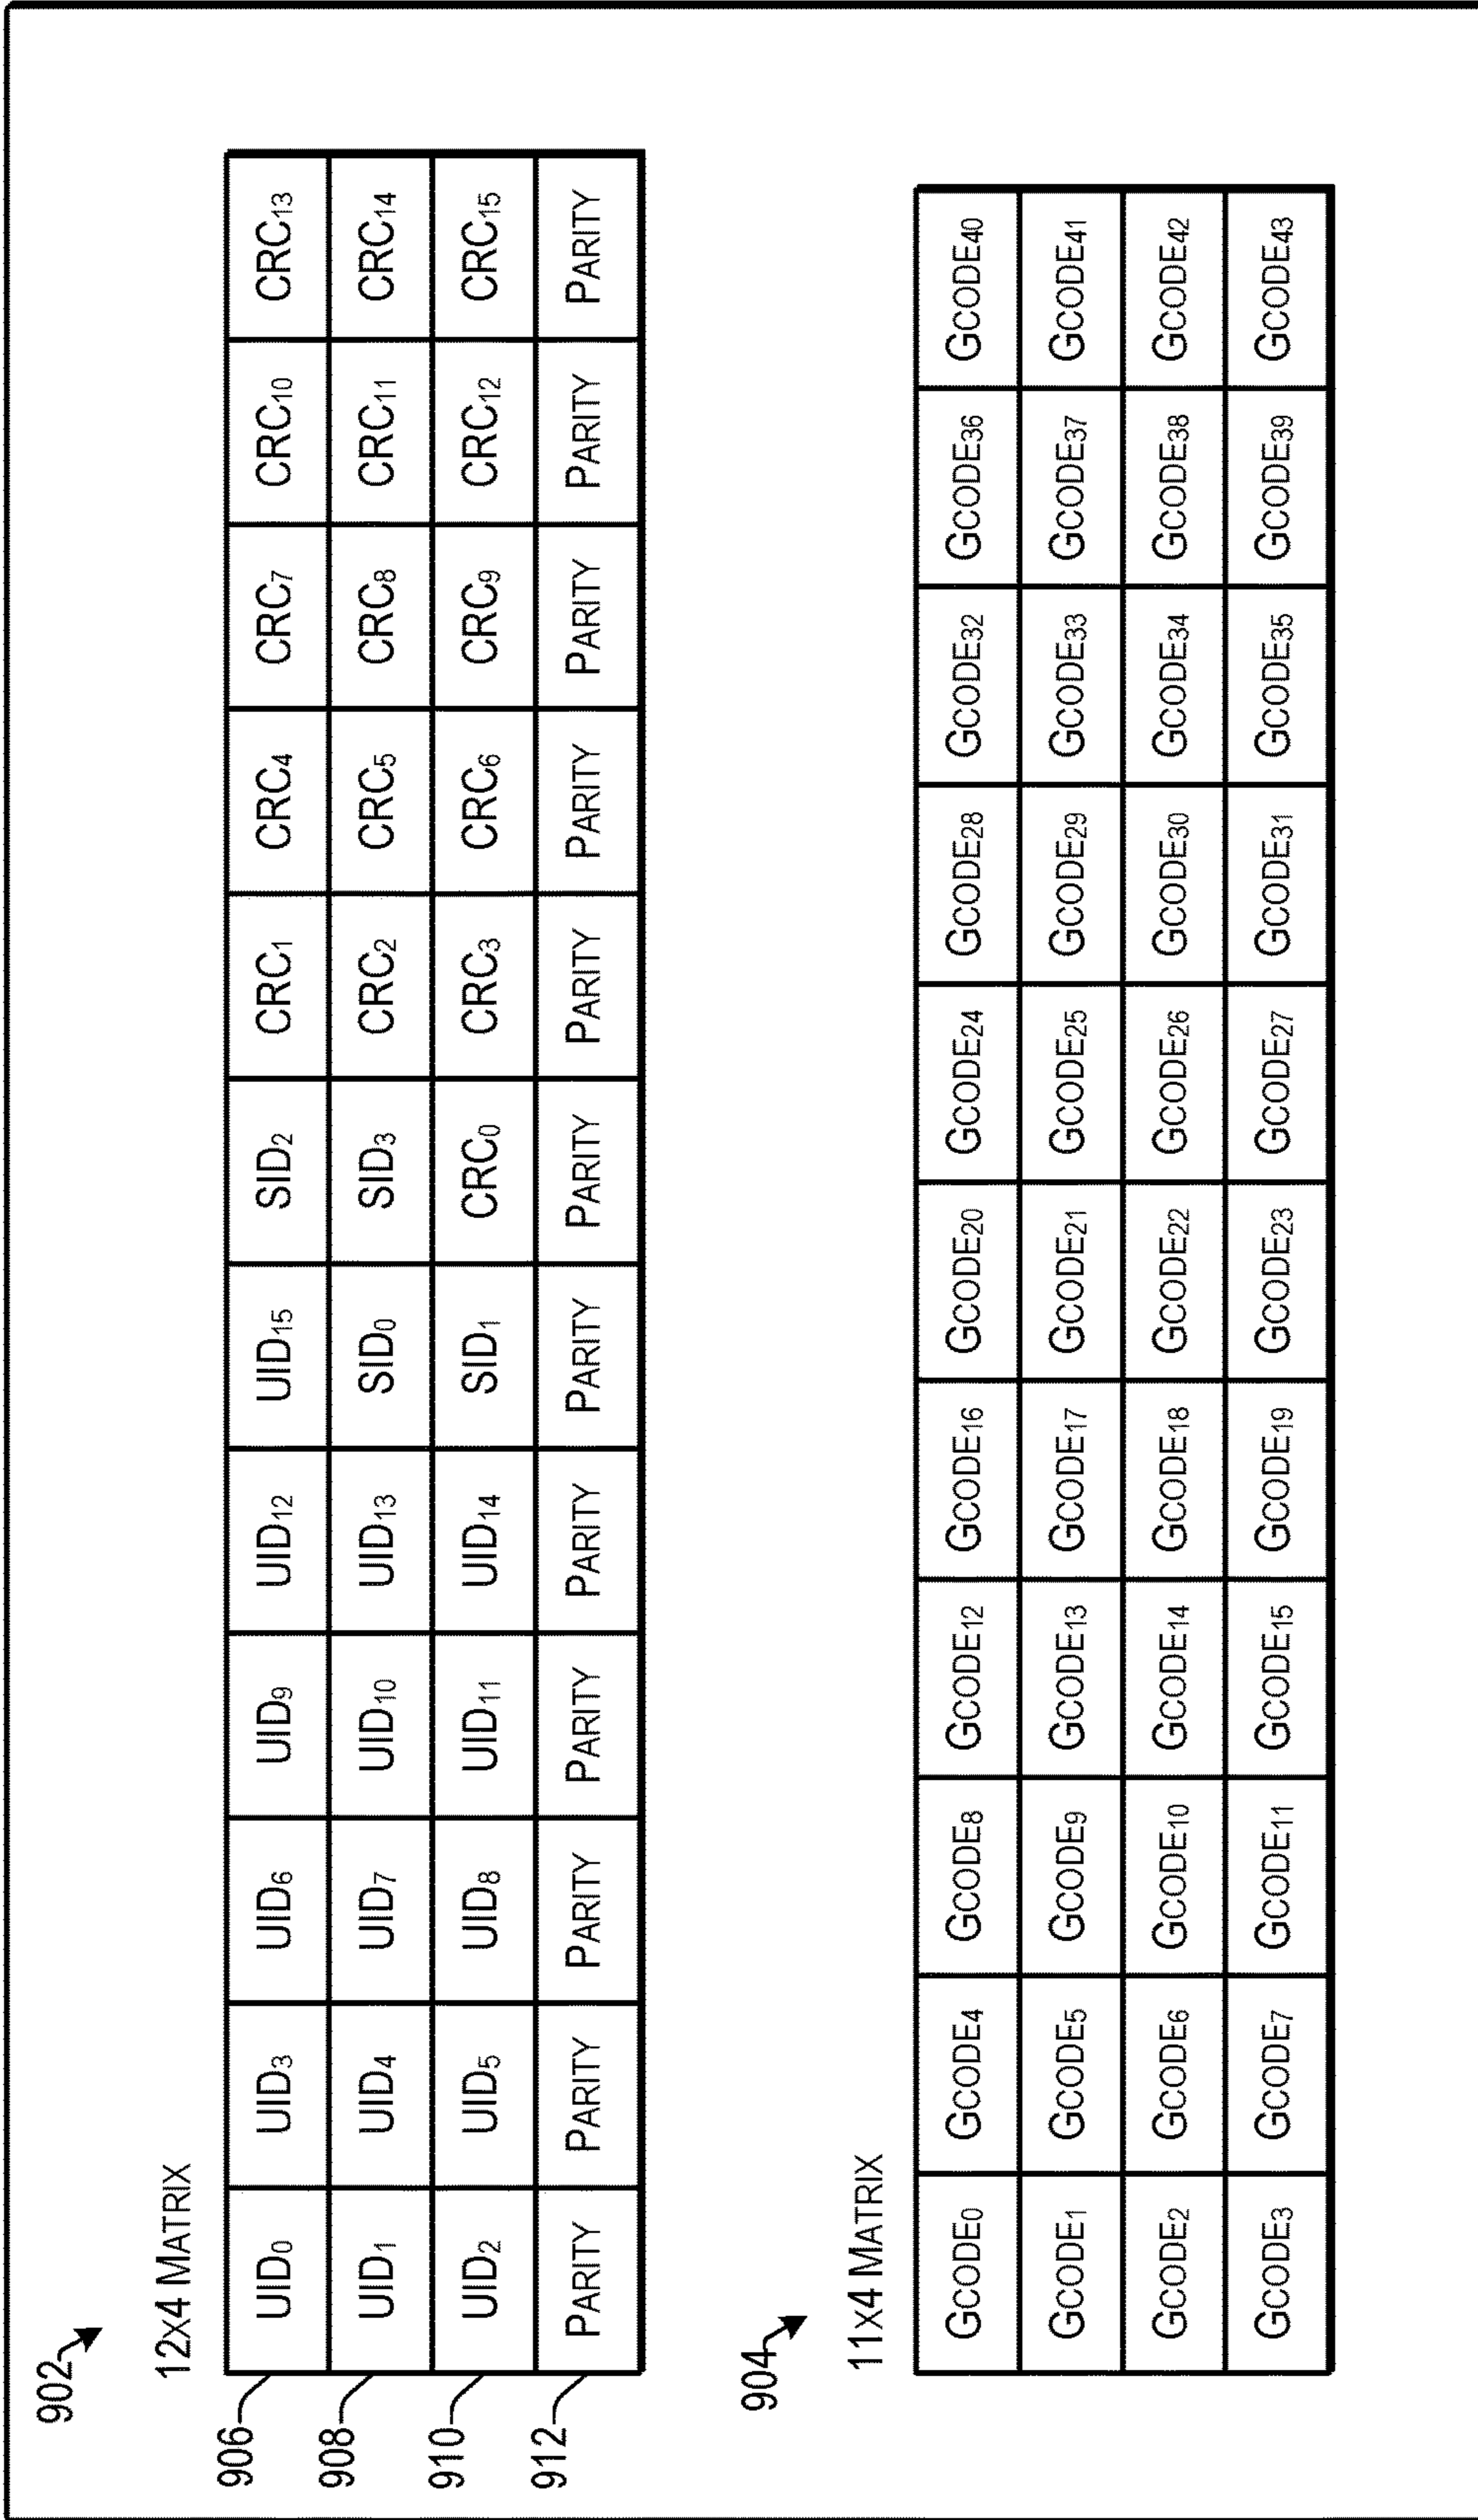 902
12x4 MATRIX
906 UID0 UID3 UID6 UID9 UID12 UID15 SID2 CRC1 CRC4 CRC7 CRC10 CRC13
908 UID1 UID4 UID7 UID10 UID13 SID0 SID3 CRC2 CRC5 CRC8 CRC11 CRC14
910 UID2 UID5 UID8 UID11 UID14 SID1 CRC0 CRC3 CRC6 CRC9 CRC12 CRC15
912 PARITY PARITY PARITY PARITY PARITY PARITY PARITY PARITY PARITY PARITY PARITY PARITY
904
11x4 MATRIX
GCODE0 GCODE4 GCODE8 GCODE12 GCODE16 GCODE20 GCODE24 GCODE28 GCODE32 GCODE36 GCODE40
GCODE1 GCODE5 GCODE9 GCODE13 GCODE17 GCODE21 GCODE25 GCODE29 GCODE33 GCODE37 GCODE41
GCODE2 GCODE6 GCODE10 GCODE14 GCODE18 GCODE22 GCODE26 GCODE30 GCODE34 GCODE38 GCODE42
GCODE3 GCODE7 GCODE11 GCODE15 GCODE19 GCODE23 GCODE27 GCODE31 GCODE35 GCODE39 GCODE43